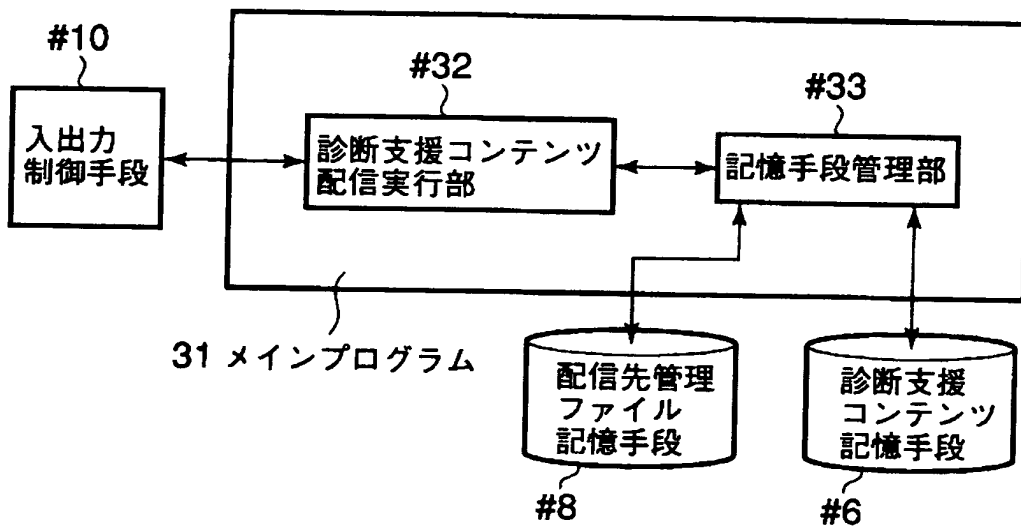 #10
入出力
制御手段
#32
診断支援コンテンツ
配信実行部
#33
記憶手段管理部
31 メインプログラム
配信先管理
ファイル
記憶手段
#8
診断支援
コンテンツ
記憶手段
#6